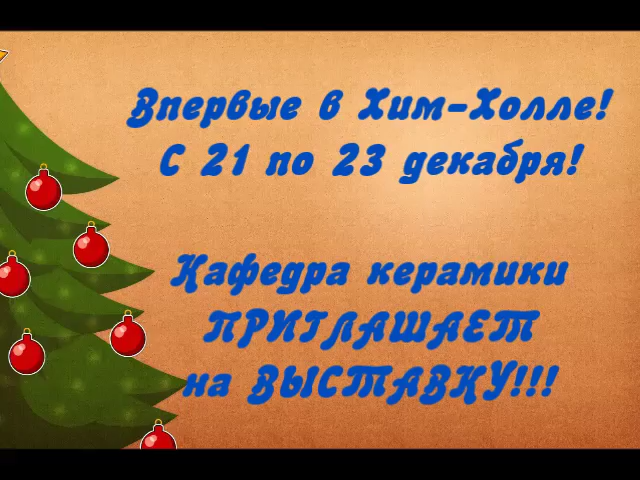 Впервые в Хим-Холле!
С 21 по 23 декабря!
Кафедра керамики
ПРИГЛАШАЕТ
на ВЫСТАВКУ!!!